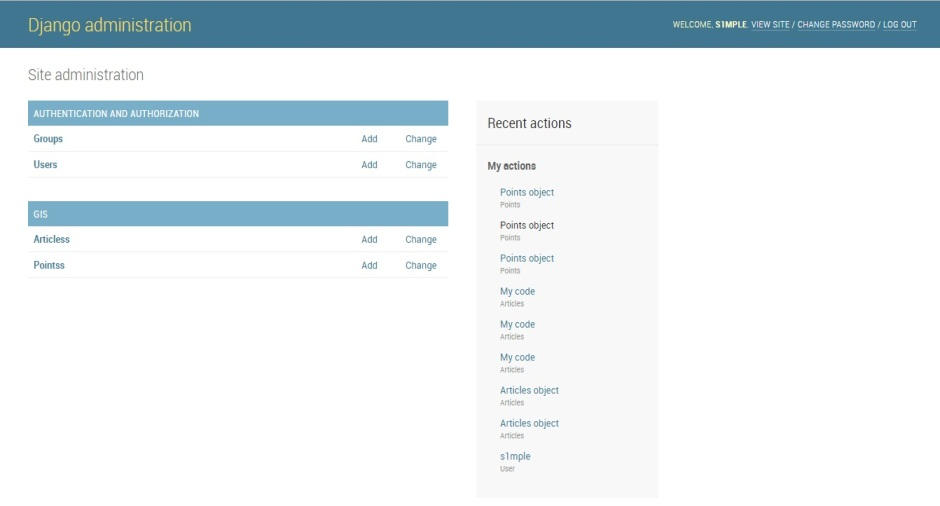 Django administration
WELCOME, S1MPLE. VIEW SITE / CHANGE PASSWORD / LOG OUT
Site administration
AUTHENTICATION AND AUTHORIZATION
Groups Add Change
Users Add Change
GIS
Articless Add Change
Pointss Add Change
Recent actions
My actions
Points object
Points
Points object
Points
Points object
Points
My code
Articles
My code
Articles
My code
Articles
Articles object
Articles
Articles object
Articles
s1mple
User